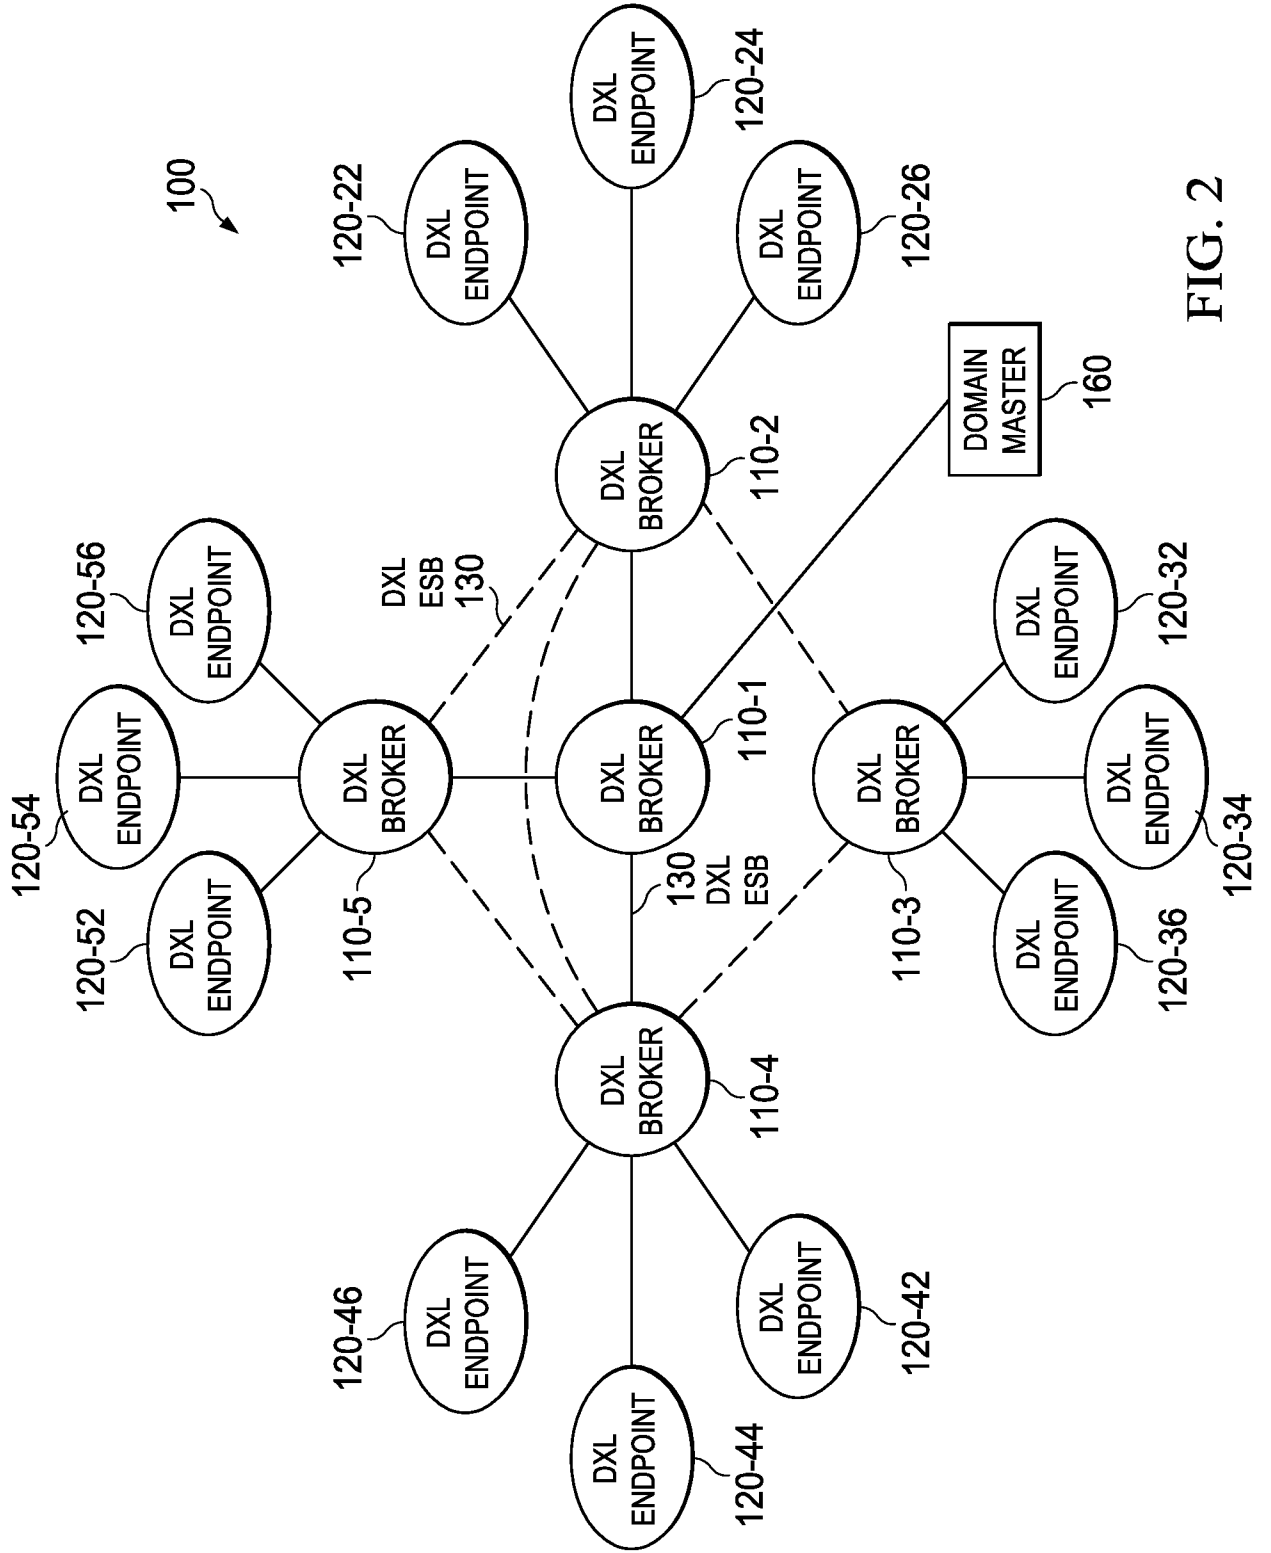 100
120-54
DXL
ENDPOINT
120-52
DXL
ENDPOINT
120-56
DXL
ENDPOINT
110-5
DXL
BROKER
DXL
ESB
130
120-46
DXL
ENDPOINT
120-22
DXL
ENDPOINT
DXL
ENDPOINT
120-44
DXL
BROKER
110-4
130
DXL
ESB
DXL
BROKER
110-1
DXL
BROKER
110-2
DXL
ENDPOINT
120-24
DXL
ENDPOINT
120-42
DXL
ENDPOINT
120-26
DXL
BROKER
110-3
DOMAIN
MASTER
160
DXL
ENDPOINT
120-36
DXL
ENDPOINT
120-34
DXL
ENDPOINT
120-32
FIG. 2